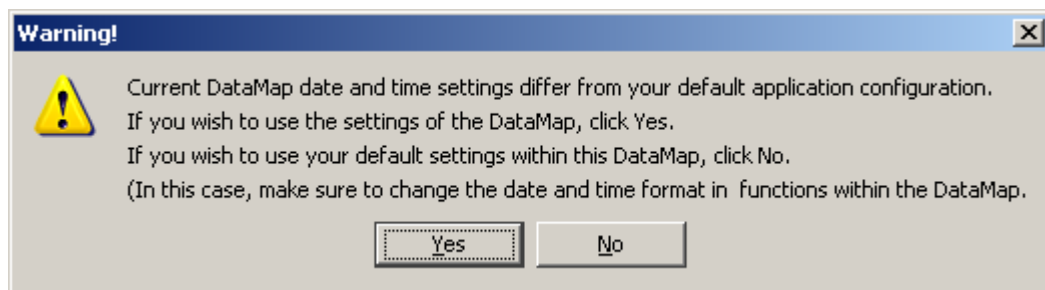 Warning!
Current DataMap date and time settings differ from your default application configuration.
If you wish to use the settings of the DataMap, click Yes.
If you wish to use your default settings within this DataMap, click No.
(In this case, make sure to change the date and time format in  functions within the DataMap.
Yes No